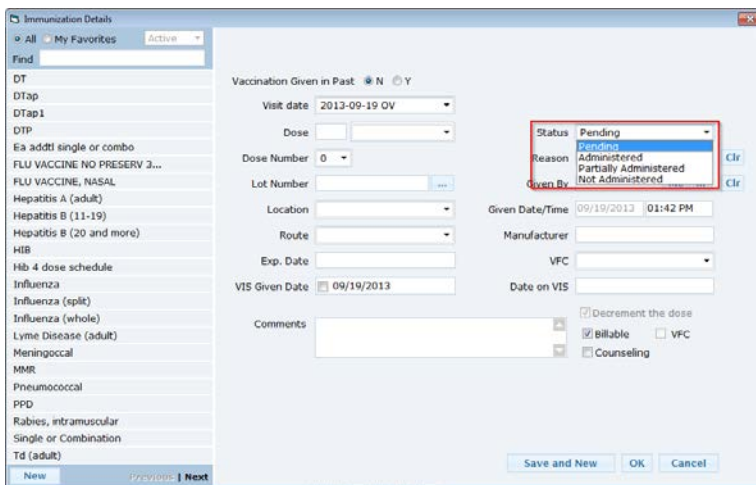 Immunization Details
All My Favorites Active
Find
DT
DTap
DTap1
DTP
Ea addtl single or combo
FLU VACCINE NO PRESERV 3...
FLU VACCINE, NASAL
Hepatitis A (adult)
Hepatitis B (11-19)
Hepatitis B (20 and more)
HIB
Hib 4 dose schedule
Influenza
Influenza (split)
Influenza (whole)
Lyme Disease (adult)
Meningoccal
MMR
Pneumococcal
PPD
Rabies, intramuscular
Single or Combination
Td (adult)
New Previous | Next
Vaccination Given in Past N Y
Visit date 2013-09-19 OV
Dose
Dose Number 0
Lot Number ...
Location
Route
Exp. Date
VIS Given Date 09/19/2013
Comments
Status Pending
Pending
Administered
Partially Administered
Not Administered
Reason Clr
Given By Clr
Given Date/Time 09/19/2013 01:42 PM
Manufacturer
VFC
Date on VIS
Decrement the dose
Billable VFC
Counseling
Save and New OK Cancel